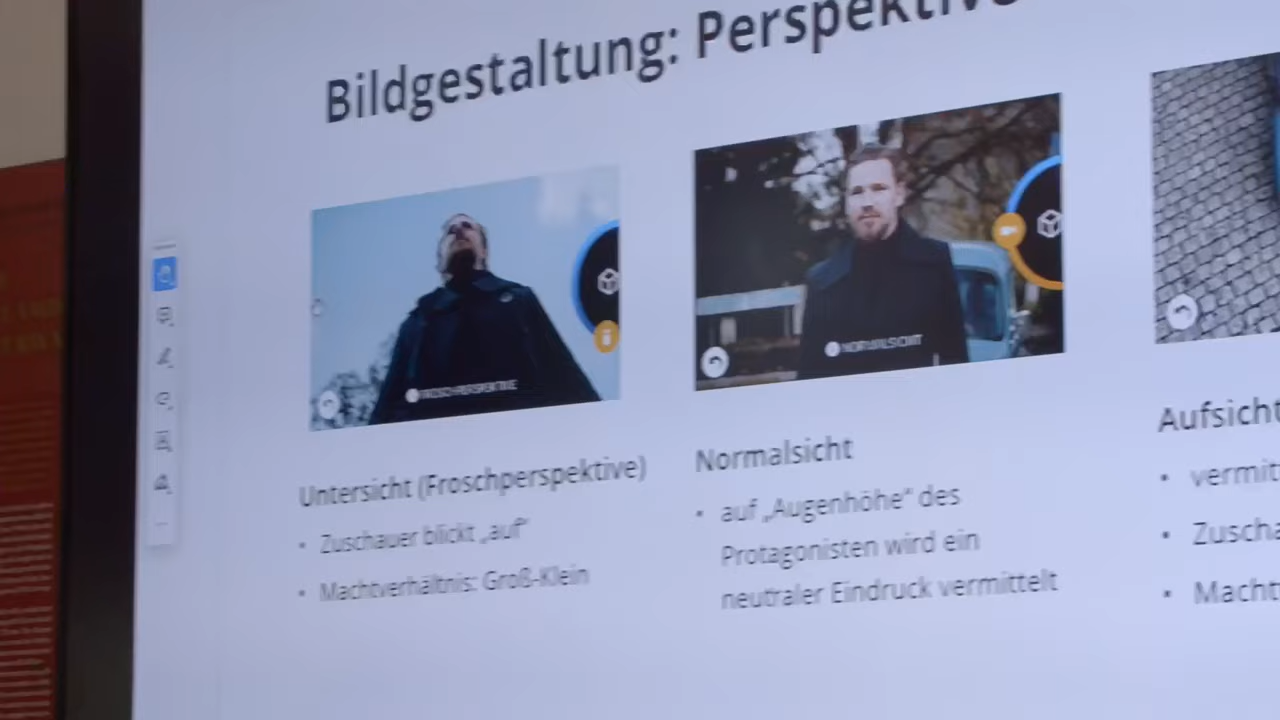 Bildgestaltung: Perspektive
FROSCHPERSPEKTIVE
NORMALSICHT
Untersicht (Froschperspektive)
• Zuschauer blickt „auf“
• Machtverhältnis: Groß-Klein
Normalsicht
• auf „Augenhöhe“ des
Protagonisten wird ein
neutraler Eindruck vermittelt
Aufsicht
• vermit
• Zuscha
• Macht